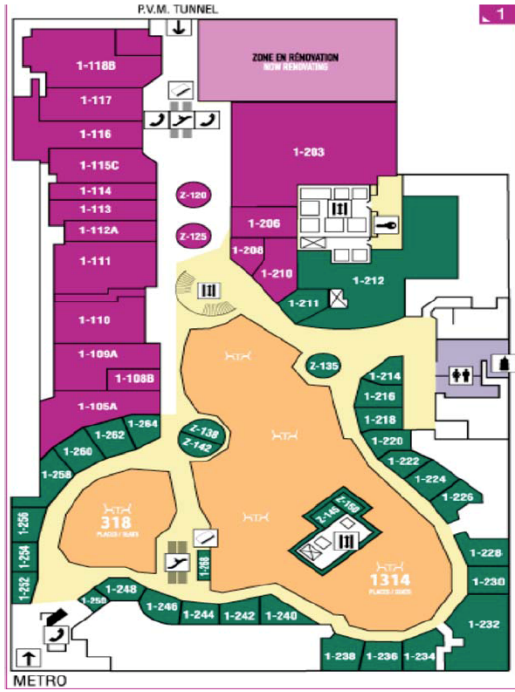 P.V.M. TUNNEL
1
1-118B
ZONE EN RÉNOVATION
NOW RENOVATING
1-117
1-116
1-203
1-115C
1-114
Z-120
1-113
1-206
1-112A
Z-125
1-208
1-111
1-210
1-212
1-211
1-110
1-109A
Z-135
1-214
1-108B
1-216
1-105A
1-218
1-264
1-262
Z-138
1-220
1-260
Z-142
1-222
1-258
1-224
1-226
Z-150
Z-145
1-256
318
PLACES / SEATS
1-254
1-268
1-228
1314
PLACES / SEATS
1-252
1-230
1-248
1-250
1-246
1-244
1-242
1-240
1-232
1-238
1-236
1-234
METRO